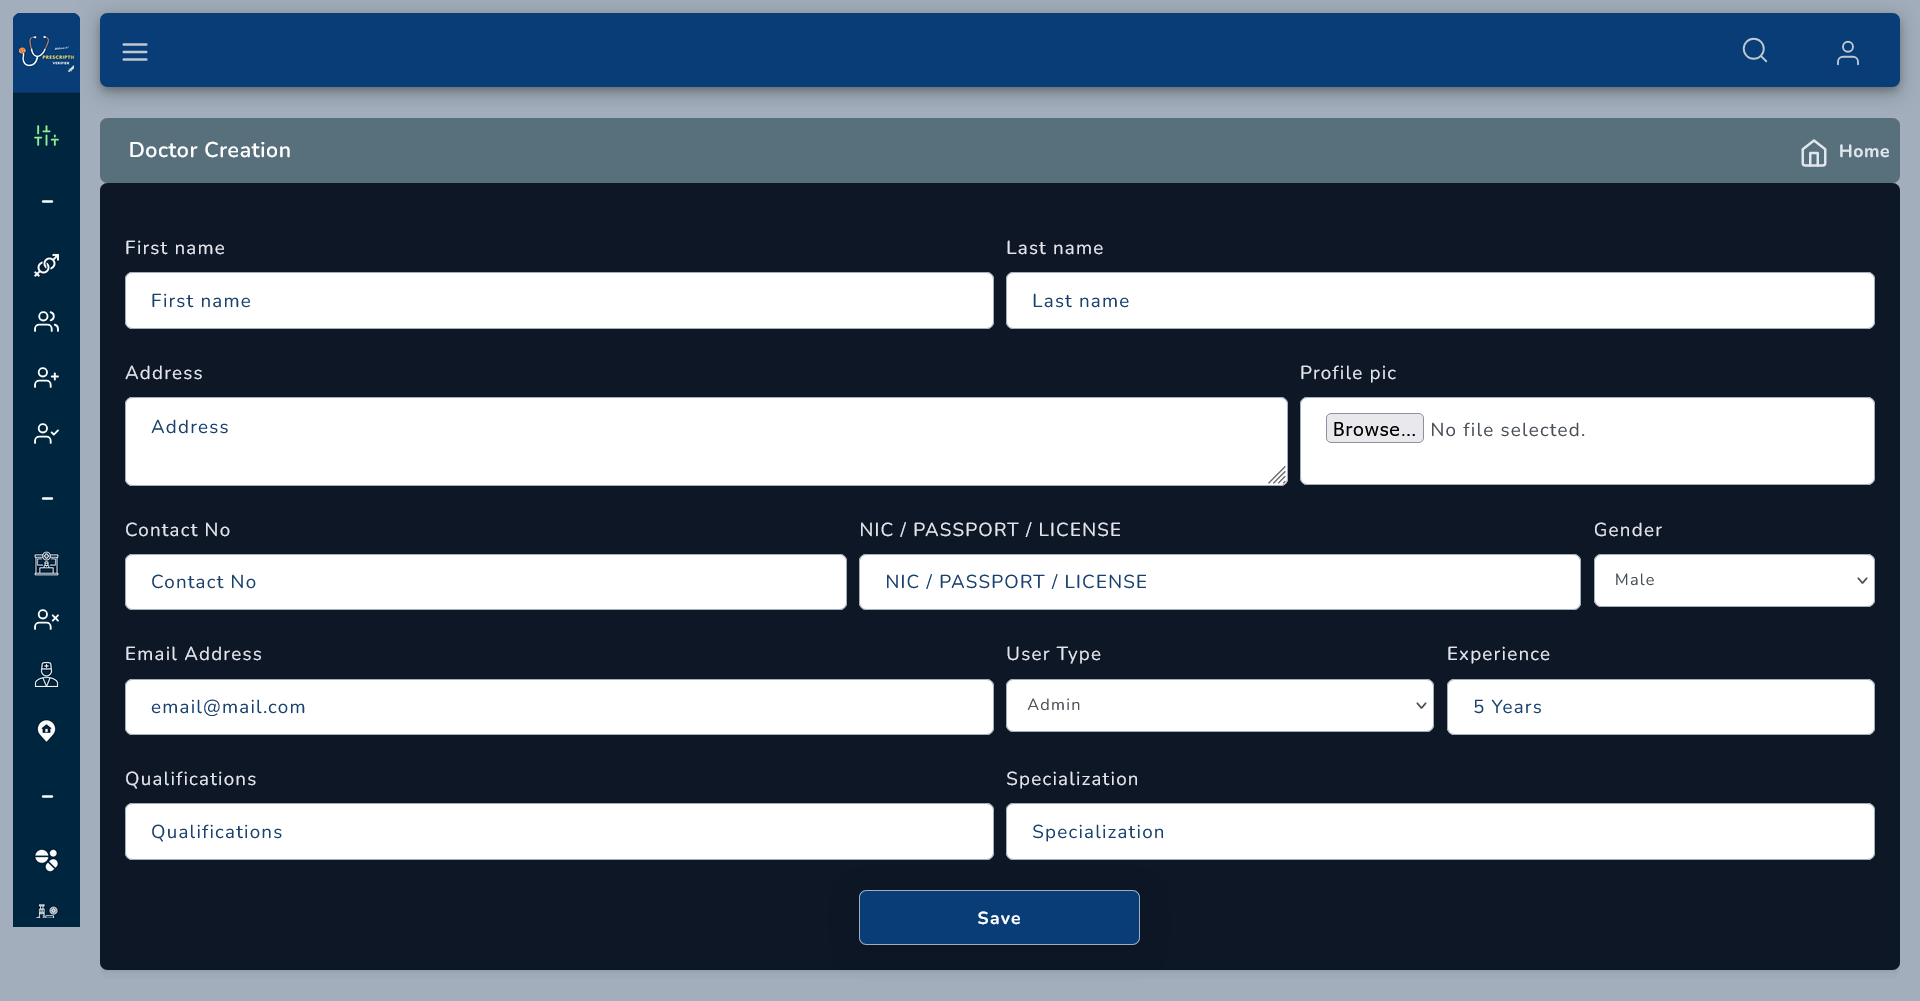 VERIFIER
Doctor Creation
Home
First name
Last name
First name
Last name
Address
Profile pic
Address
Browse... No file selected.
Contact No
NIC / PASSPORT / LICENSE
Gender
Contact No
NIC / PASSPORT / LICENSE
Male
Email Address
User Type
Experience
email@mail.com
Admin
5 Years
Qualifications
Specialization
Qualifications
Specialization
Save